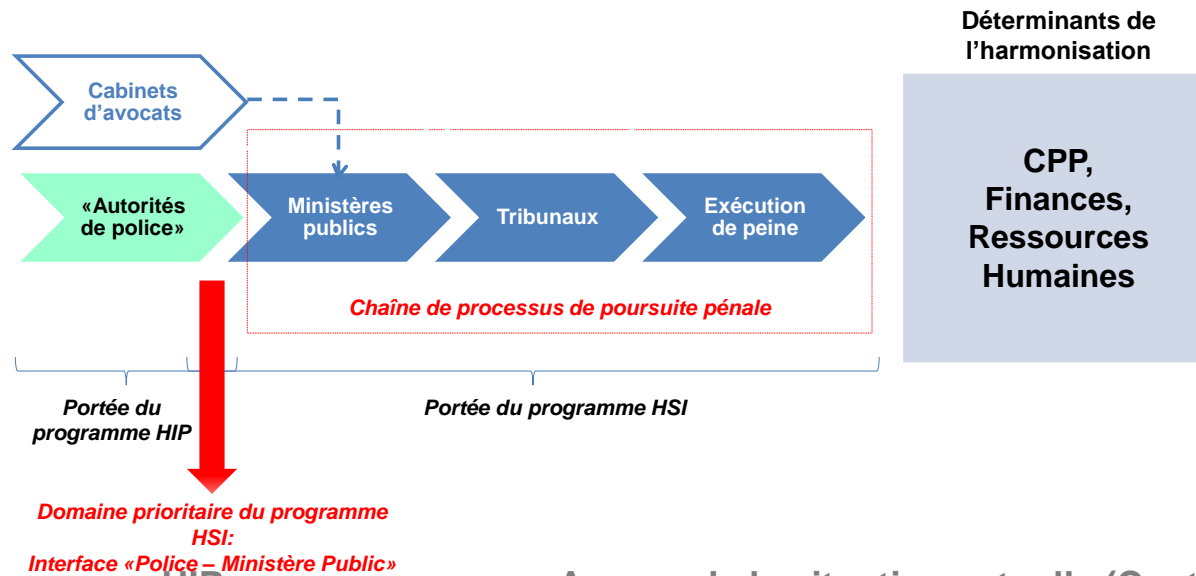 Déterminants de
l'harmonisation
Cabinets
d'avocats
«Autorités
de police»
Ministères
publics
Tribunaux
Exécution
de peine
CPP,
Finances,
Ressources
Humaines
Chaîne de processus de poursuite pénale
Portée du
programme HIP
Portée du programme HSI
Domaine prioritaire du programme
HSI:
Interface «Police – Ministère Public»